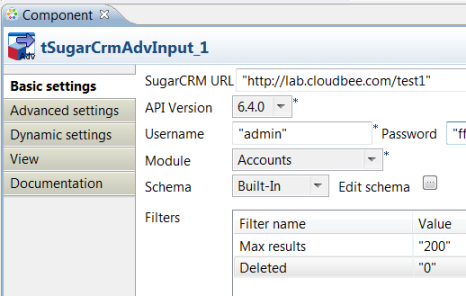 Component
tSugarCrmAdvInput_1
Basic settings
Advanced settings
Dynamic settings
View
Documentation
SugarCRM URL "http://lab.cloudbee.com/test1"
API Version 6.4.0 *
Username "admin" * Password "ff
Module Accounts *
Schema Built-In Edit schema ...
Filters
Filter name Value
Max results "200"
Deleted "0"